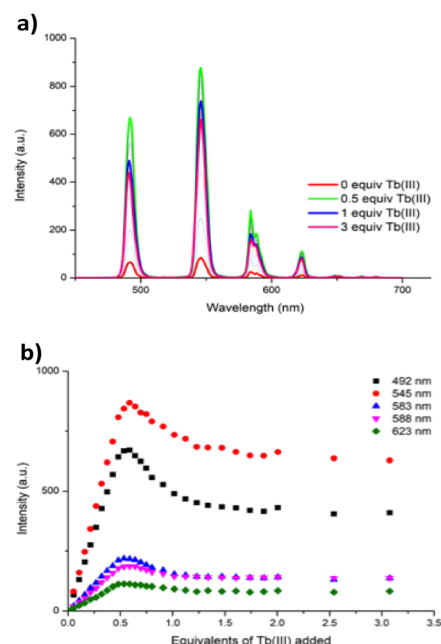 a)
1000
800
600
400
200
0
Intensity (a.u.)
0 equiv Tb(III)
0.5 equiv Tb(III)
1 equiv Tb(III)
3 equiv Tb(III)
500
600
700
Wavelength (nm)
b)
1000
500
0
Intensity (a.u.)
492 nm
545 nm
583 nm
588 nm
623 nm
0.0
0.5
1.0
1.5
2.0
2.5
3.0
3.5
Equivalents of Tb(III) added